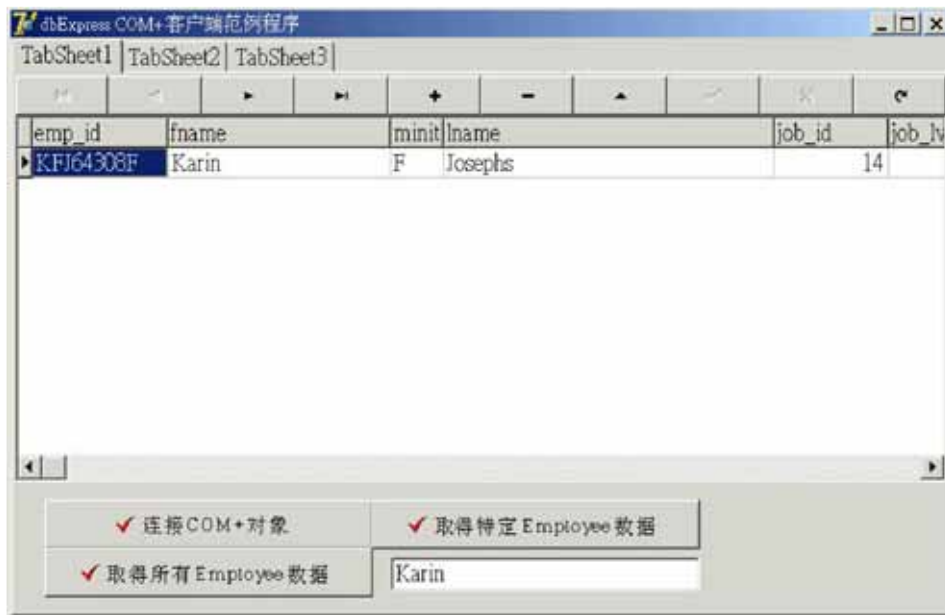 dbExpress COM+ 客户端范例程序
TabSheet1 TabSheet2 TabSheet3
emp_id fname minit lname job_id job_lv
KFJ64308F Karin F Josephs 14
连接COM+对象 取得特定Employee数据
取得所有Employee数据 Karin